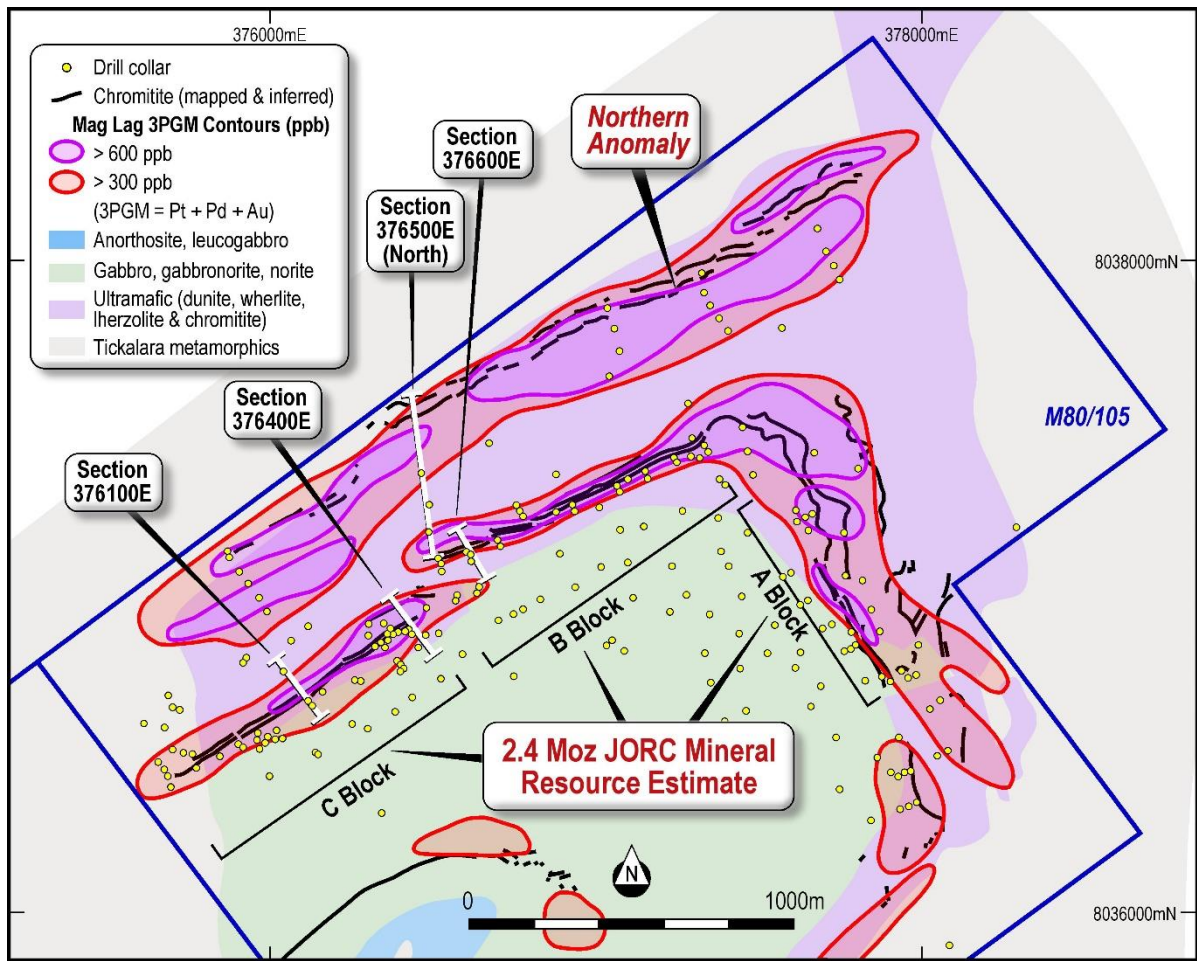 376000mE
378000mE
Drill collar
Chromitite (mapped & inferred)
Mag Lag 3PGM Contours (ppb)
> 600 ppb
> 300 ppb
(3PGM = Pt + Pd + Au)
Anorthosite, leucogabbro
Gabbro, gabbronorite, norite
Ultramafic (dunite, wherlite,
lherzolite & chromitite)
Tickalara metamorphics
Section
376600E
Northern
Anomaly
Section
376500E
(North)
8038000mN
Section
376400E
M80/105
Section
376100E
A Block
B Block
C Block
2.4 Moz JORC Mineral
Resource Estimate
N
0
1000m
8036000mN